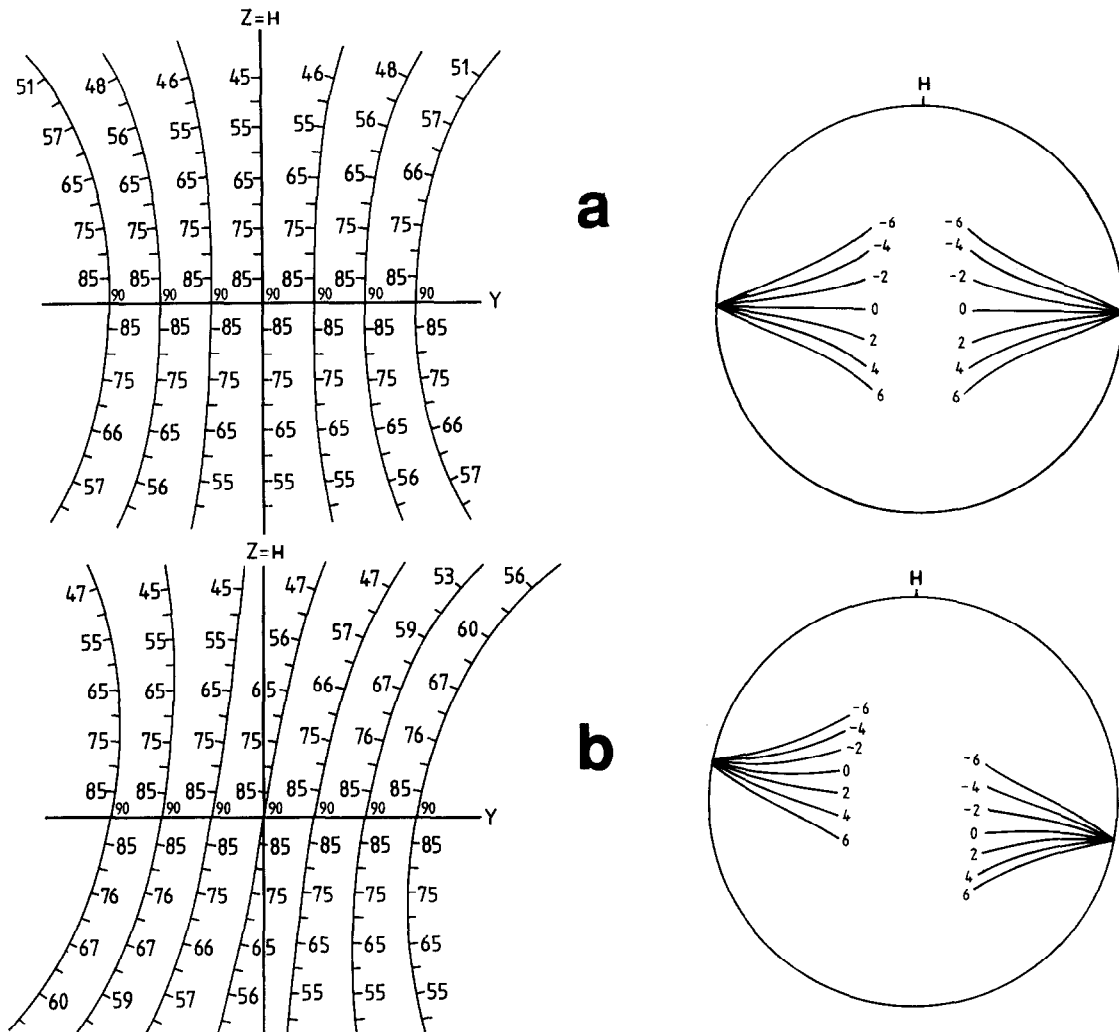 Z=H
51 48 46 45 46 48 51
57 56 55 55 55 56 57
65 65 65 65 65 65 66
75 75 75 75 75 75 75
85 85 85 85 85 85 85
90 90 90 90 90 90 90 Y
85 85 85 85 85 85 85
75 75 75 75 75 75 75
66 65 65 65 65 65 66
57 56 55 55 55 56 57
a
H
-6 -6
-4 -4
-2 -2
0 0
2 2
4 4
6 6
Z=H
47 45 45 47 47 53 56
55 55 55 56 57 59 60
65 65 65 65 66 67 67
75 75 75 75 75 76 76
85 85 85 85 85 85 85
90 90 90 90 90 90 90 Y
85 85 85 85 85 85 85
76 76 75 75 75 75 75
67 67 66 65 65 65 65
60 59 57 56 55 55 55
b
H
-6
-4
-2
0
2
4
6
-6
-4
-2
0
2
4
6